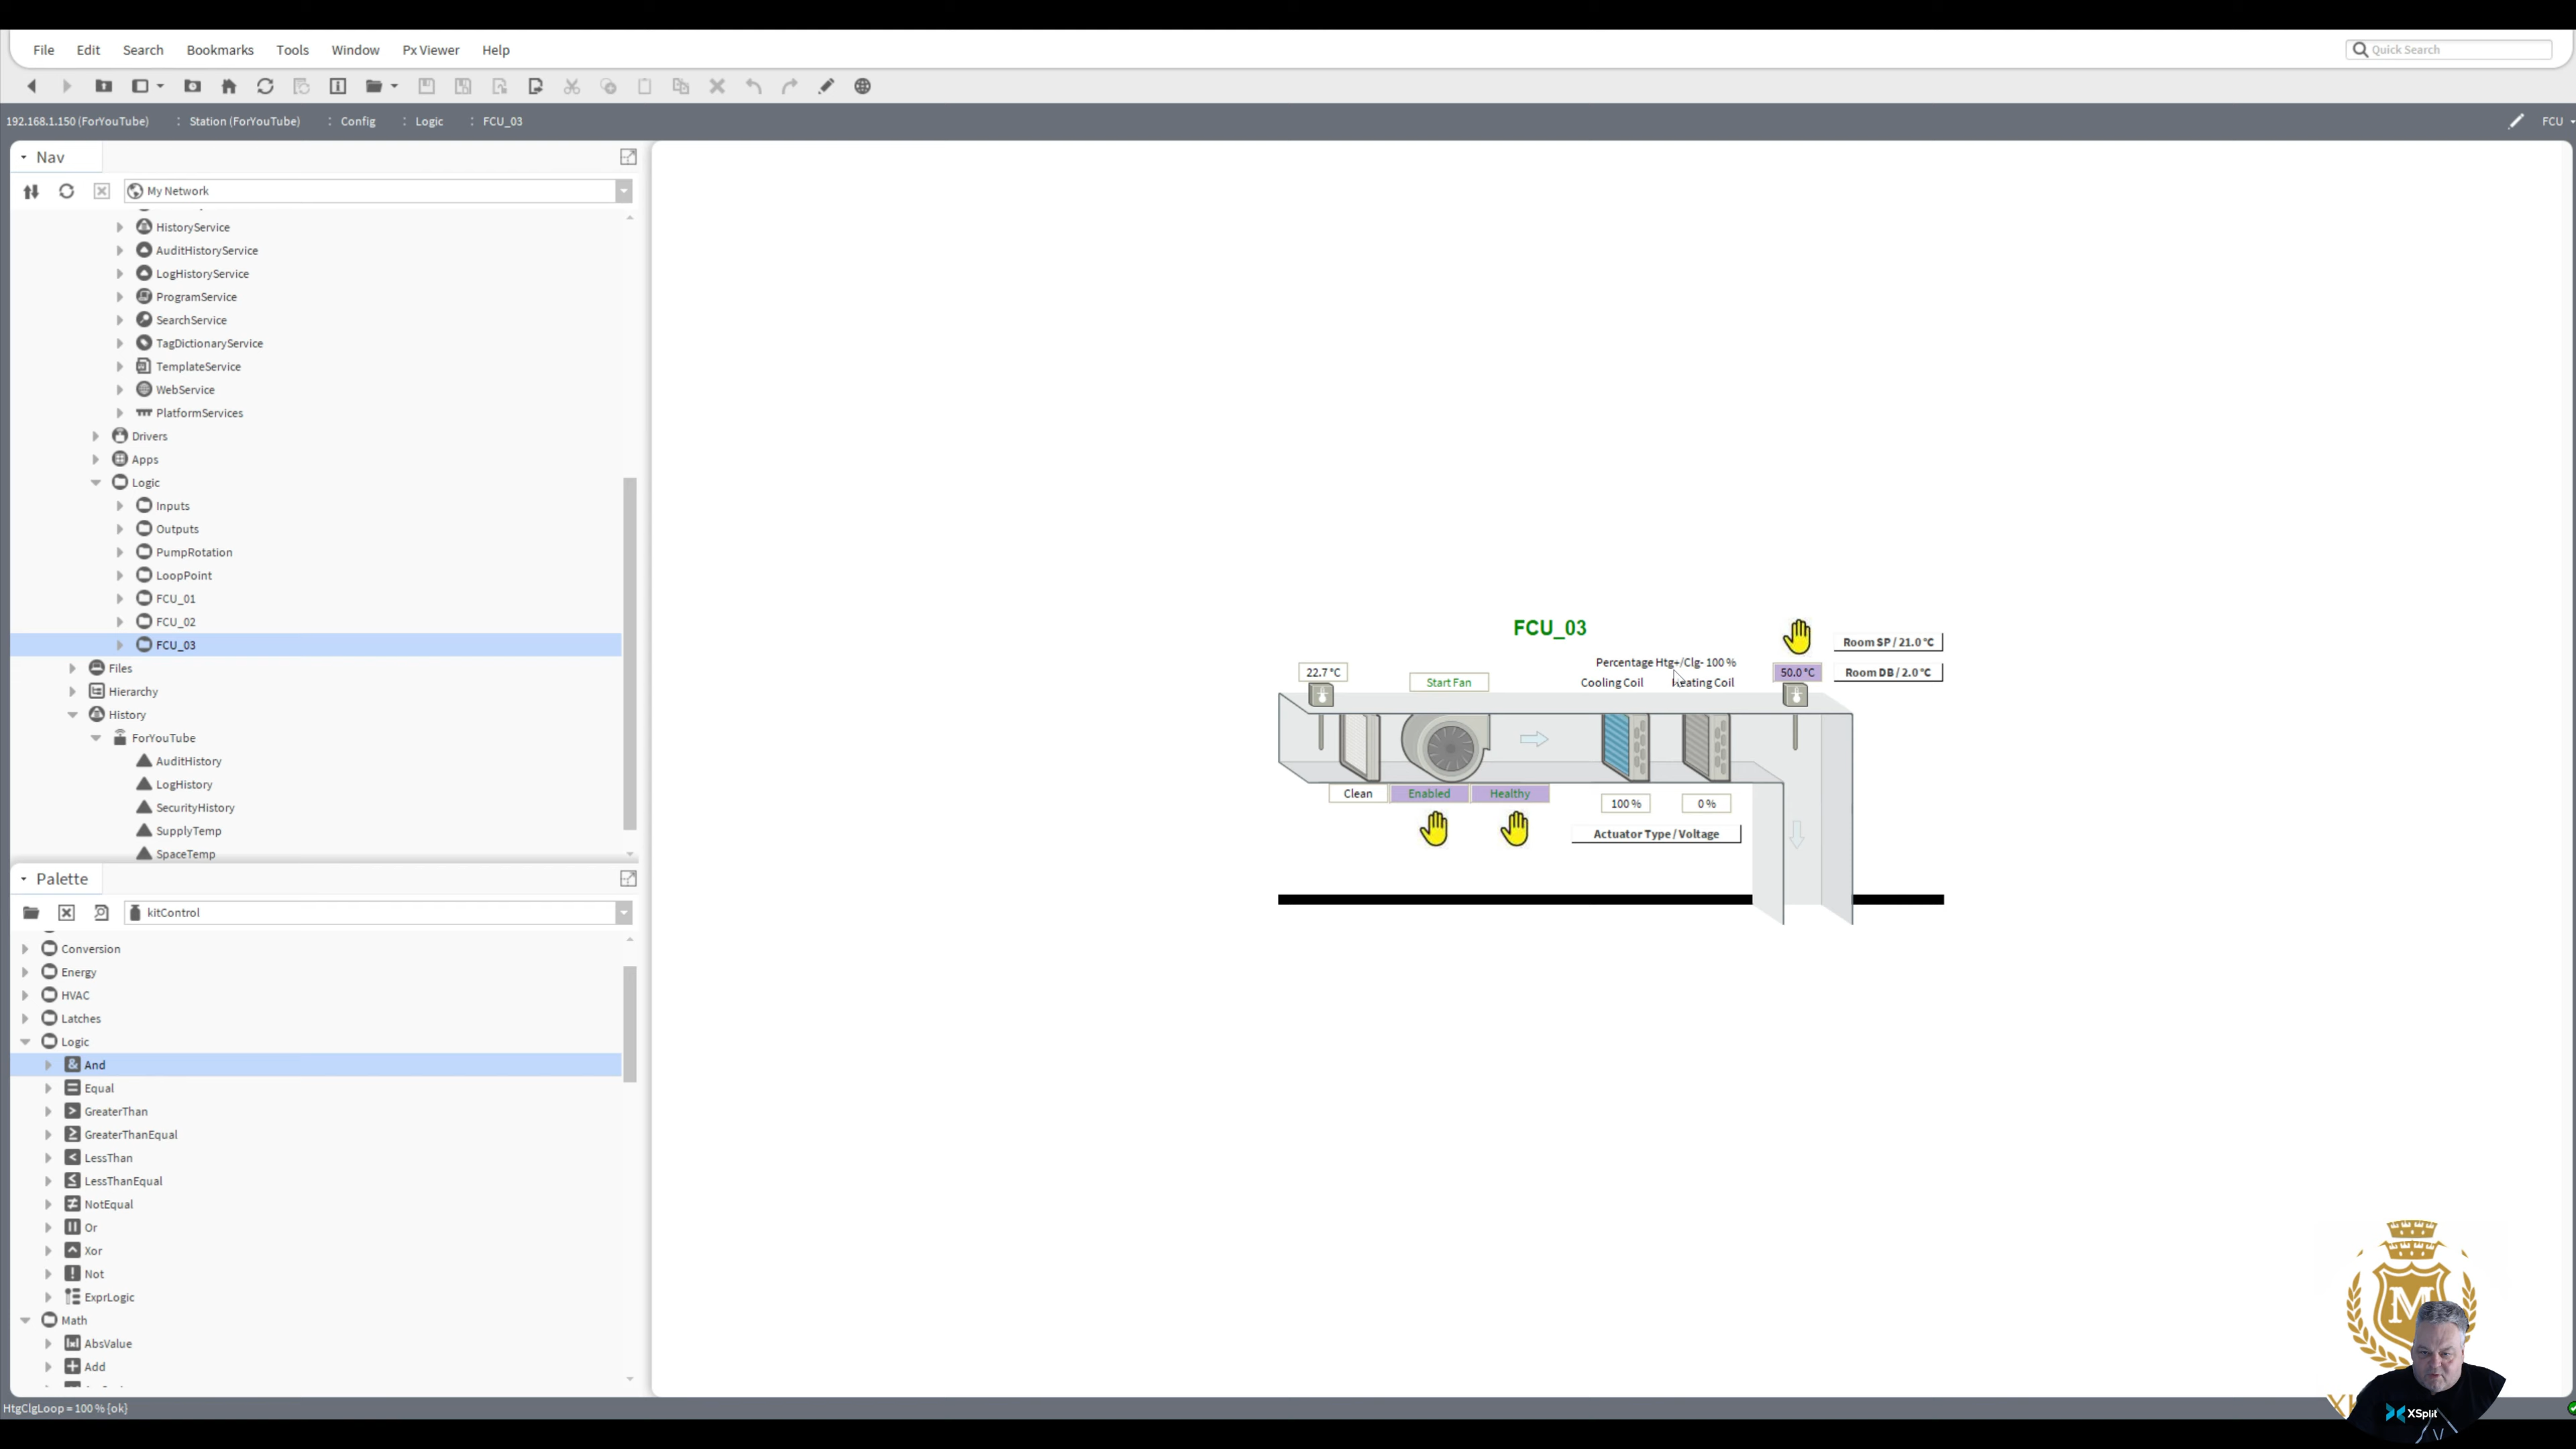 File Edit Search Bookmarks Tools Window Px Viewer Help
Quick Search
192.168.1.150 (ForYouTube) : Station (ForYouTube) : Config : Logic : FCU_03
FCU
Nav
My Network
HistoryService
AuditHistoryService
LogHistoryService
ProgramService
SearchService
TagDictionaryService
TemplateService
WebService
PlatformServices
Drivers
Apps
Logic
Inputs
Outputs
PumpRotation
LoopPoint
FCU_01
FCU_02
FCU_03
Files
Hierarchy
History
ForYouTube
AuditHistory
LogHistory
SecurityHistory
SupplyTemp
SpaceTemp
Palette
kitControl
Conversion
Energy
HVAC
Latches
Logic
And
Equal
GreaterThan
GreaterThanEqual
LessThan
LessThanEqual
NotEqual
Or
Xor
Not
ExprLogic
Math
AbsValue
Add
HtgClgLoop = 100 % {ok}
FCU_03
Room SP / 21.0 °C
Percentage Htg+/Clg- 100 %
22.7 °C
50.0 °C
Room DB / 2.0 °C
Start Fan
Cooling Coil
Heating Coil
Clean
Enabled
Healthy
100 %
0 %
Actuator Type / Voltage
M
XSplit